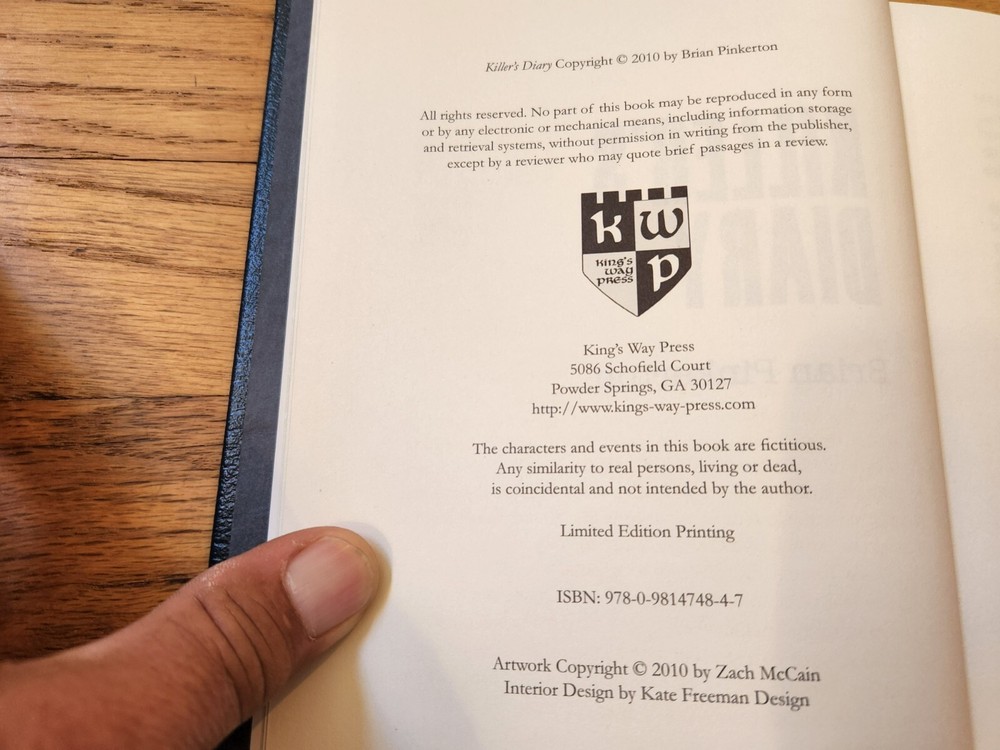 Killer's Diary Copyright © 2010 by Brian Pinkerton
All rights reserved. No part of this book may be reproduced in any form
or by any electronic or mechanical means, including information storage
and retrieval systems, without permission in writing from the publisher,
except by a reviewer who may quote brief passages in a review.
k w
king's
way
press
p
King's Way Press
5086 Schofield Court
Powder Springs, GA 30127
http://www.kings-way-press.com
The characters and events in this book are fictitious.
Any similarity to real persons, living or dead,
is coincidental and not intended by the author.
Limited Edition Printing
ISBN: 978-0-9814748-4-7
Artwork Copyright © 2010 by Zach McCain
Interior Design by Kate Freeman Design